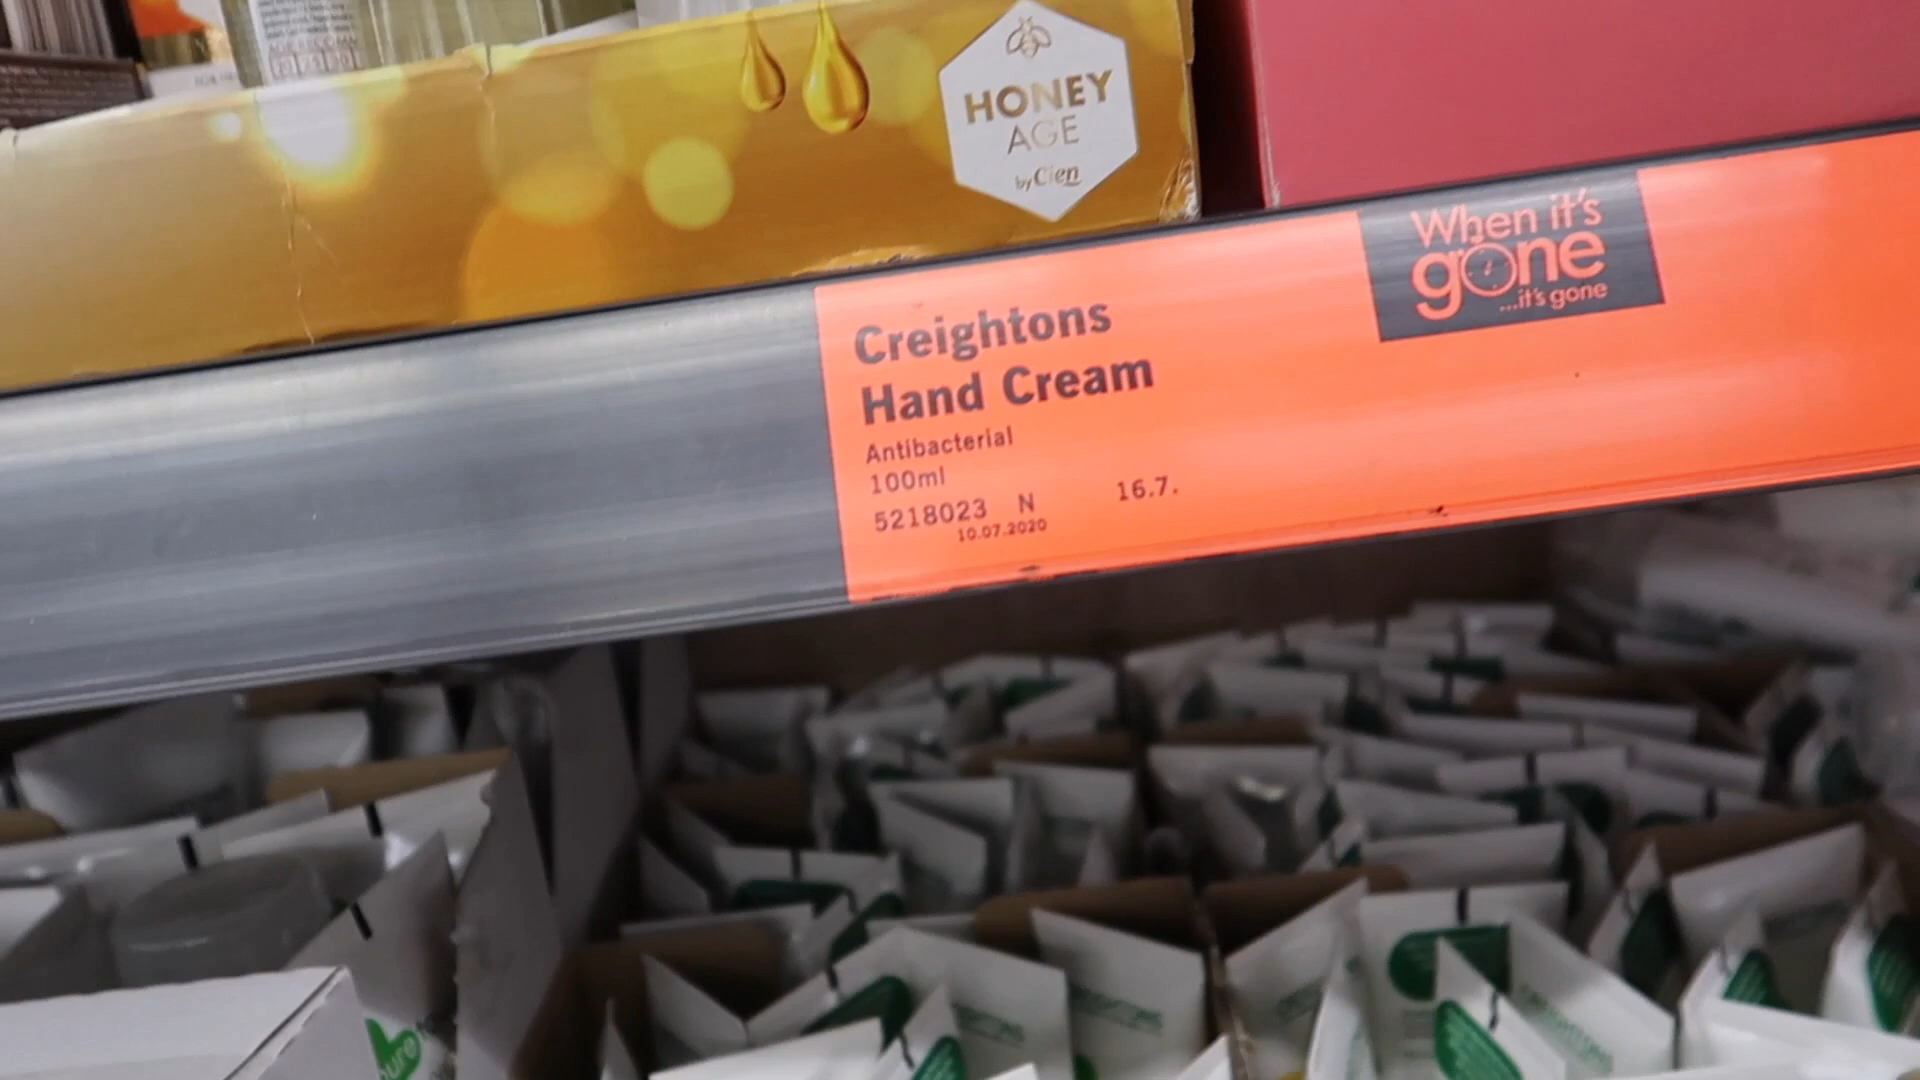 HONEY
AGE
by Cien
When it's
gone
...it's gone
Creightons
Hand Cream
Antibacterial
100ml
5218023 N 16.7.
10.07.2020